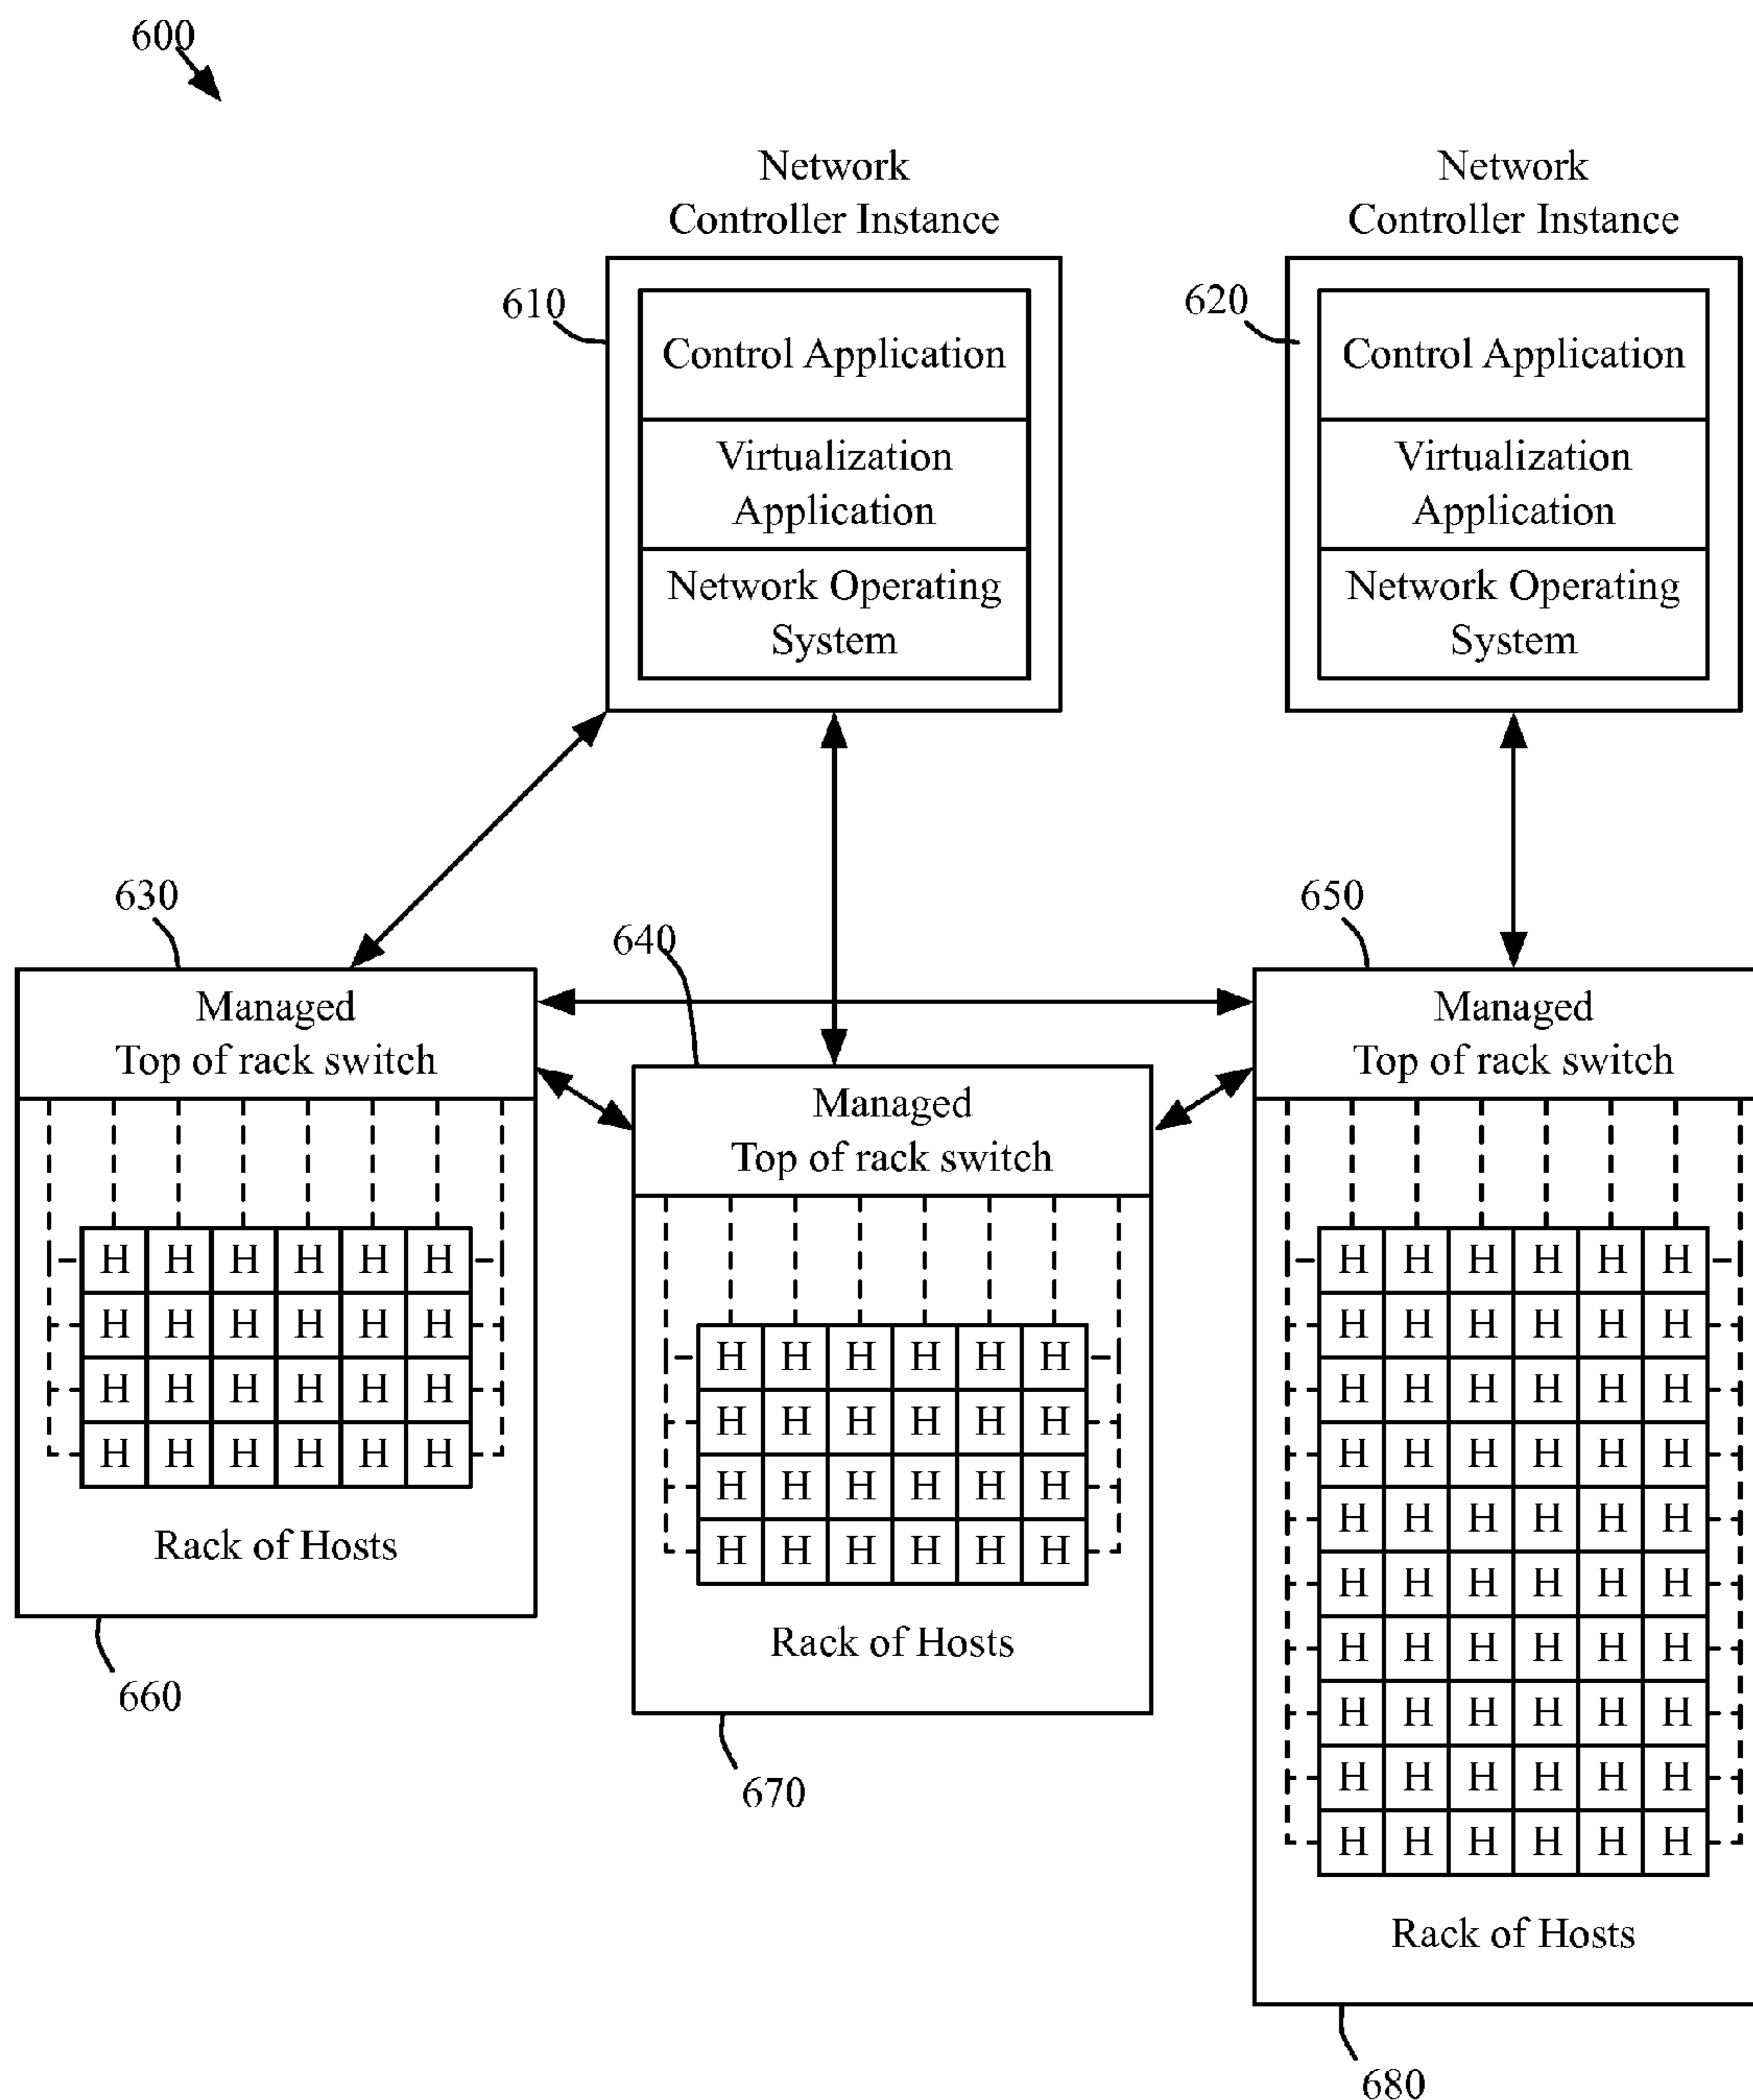 600
Network
Controller Instance
Network
Controller Instance
610
Control Application
Virtualization
Application
Network Operating
System
620
Control Application
Virtualization
Application
Network Operating
System
630
Managed
Top of rack switch
H H H H H H
H H H H H H
H H H H H H
H H H H H H
Rack of Hosts
660
640
Managed
Top of rack switch
H H H H H H
H H H H H H
H H H H H H
H H H H H H
Rack of Hosts
670
650
Managed
Top of rack switch
H H H H H H
H H H H H H
H H H H H H
H H H H H H
H H H H H H
H H H H H H
H H H H H H
H H H H H H
H H H H H H
H H H H H H
Rack of Hosts
680